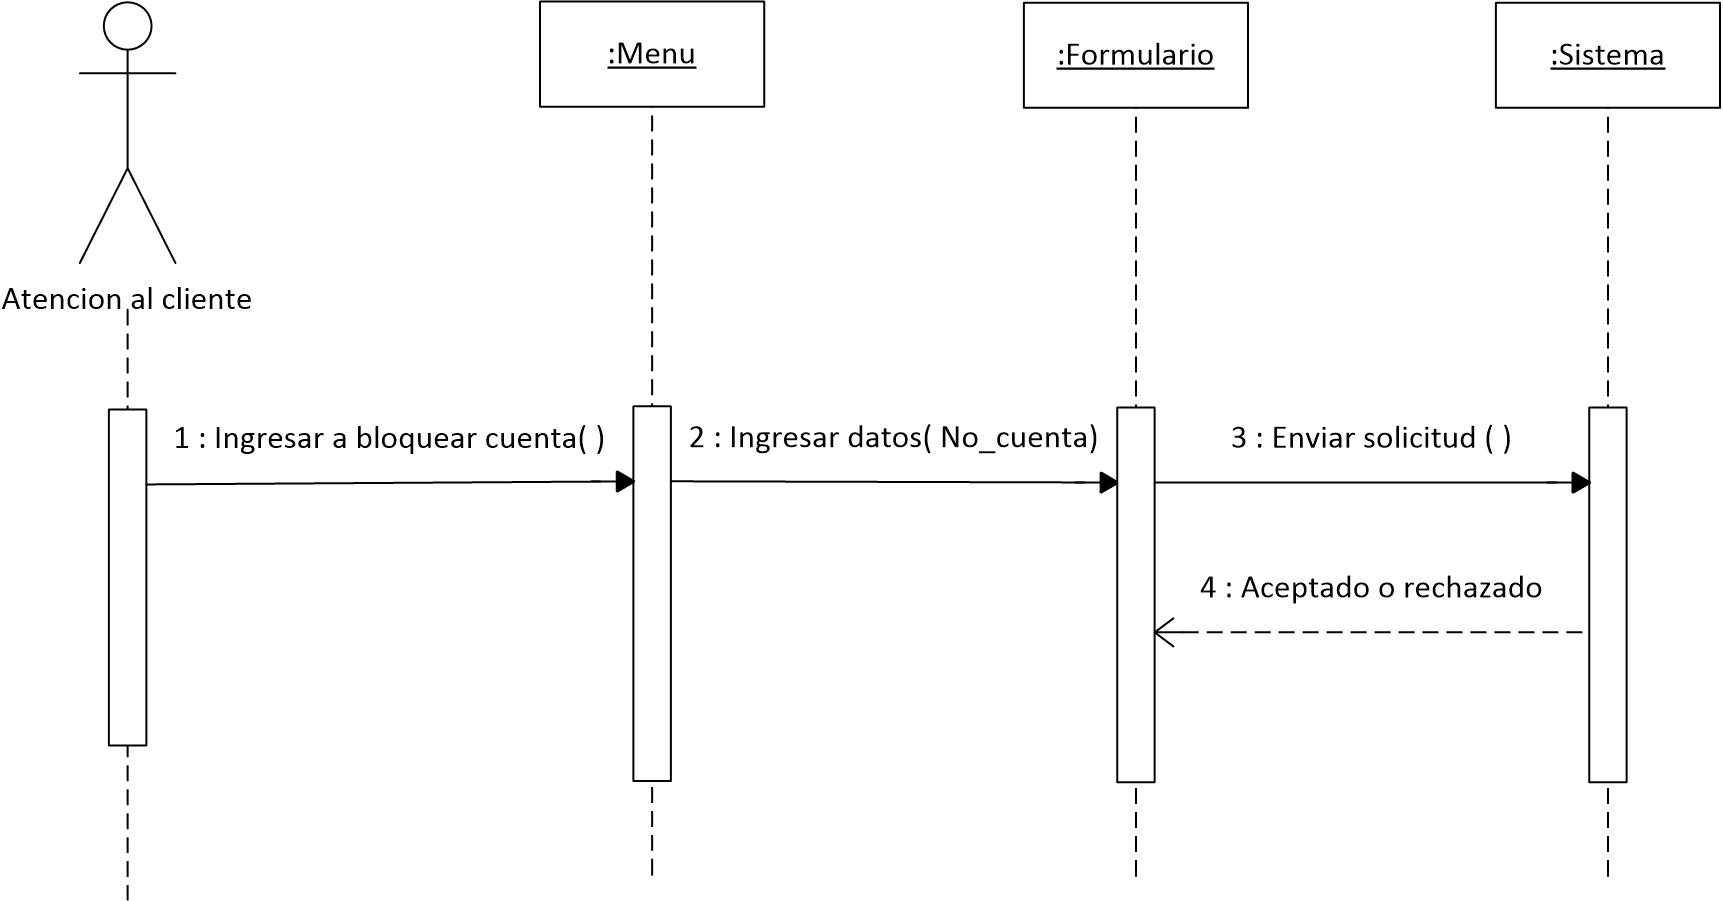 :Menu
:Formulario
:Sistema
Atencion al cliente
1 : Ingresar a bloquear cuenta( )
2 : Ingresar datos( No_cuenta)
3 : Enviar solicitud ( )
4 : Aceptado o rechazado